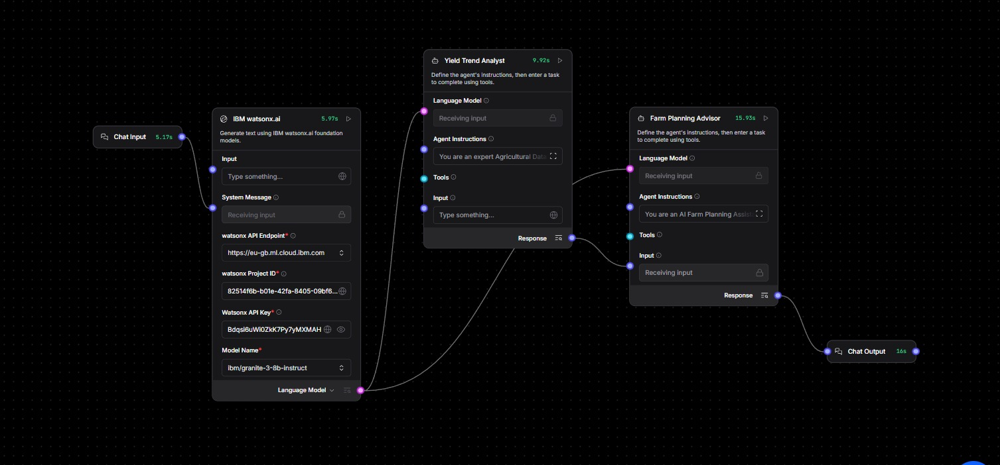 Chat Input 5.17s
IBM watsonx.ai 5.97s
Generate text using IBM watsonx.ai foundation
models.
Input
Type something...
System Message
Receiving input
watsonx API Endpoint*
https://eu-gb.ml.cloud.ibm.com
watsonx Project ID*
82514f6b-b01e-42fa-8405-09bf6...
Watsonx API Key*
Model Name*
ibm/granite-3-8b-instruct
Language Model
Yield Trend Analyst 9.92s
Define the agent's instructions, then enter a task
to complete using tools.
Language Model
Receiving input
Agent Instructions
You are an expert Agricultural Data
Tools
Input
Type something...
Response
Farm Planning Advisor 15.93s
Define the agent's instructions, then enter a task
to complete using tools.
Language Model
Receiving input
Agent Instructions
You are an AI Farm Planning Assis
Tools
Input
Receiving input
Response
Chat Output 16s